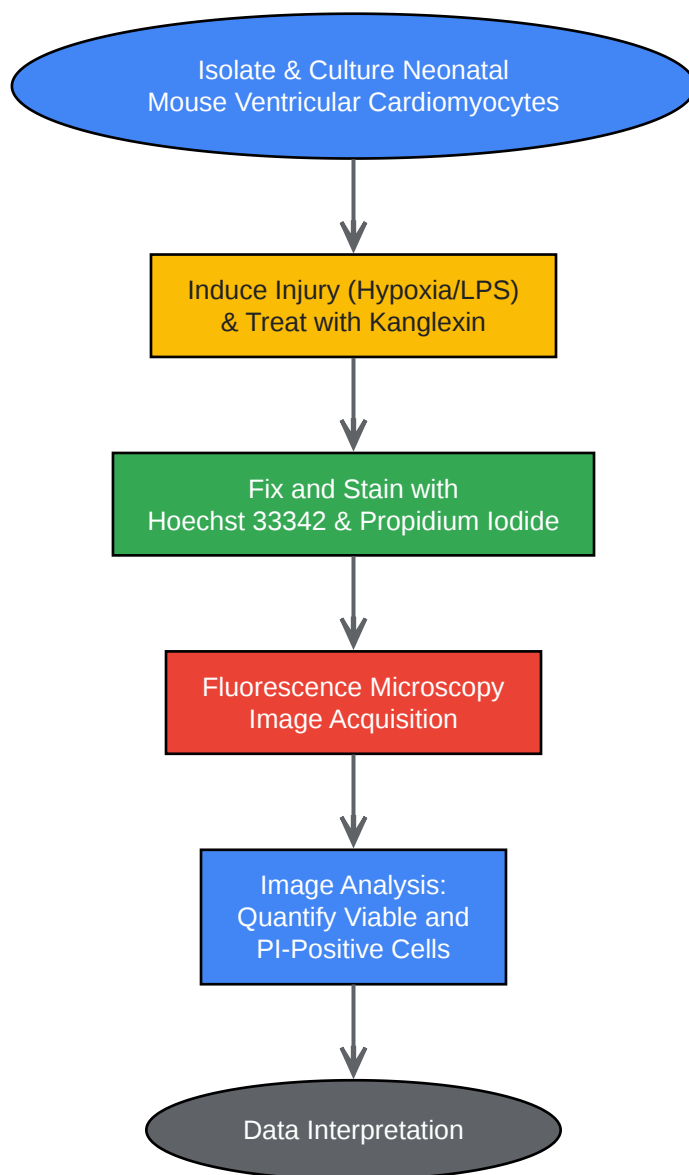 Isolate & Culture Neonatal
Mouse Ventricular Cardiomyocytes
Induce Injury (Hypoxia/LPS)
& Treat with Kanglexin
Fix and Stain with
Hoechst 33342 & Propidium Iodide
Fluorescence Microscopy
Image Acquisition
Image Analysis:
Quantify Viable and
PI-Positive Cells
Data Interpretation